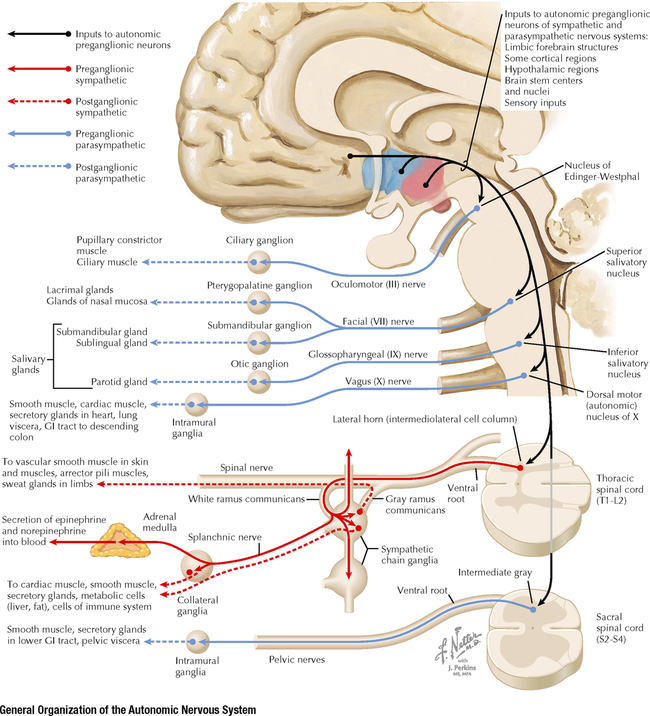 Inputs to autonomic
preganglionic neurons
Preganglionic
sympathetic
Postganglionic
sympathetic
Preganglionic
parasympathetic
Postganglionic
parasympathetic
Inputs to autonomic preganglionic
neurons of sympathetic and
parasympathetic nervous systems:
Limbic forebrain structures
Some cortical regions
Hypothalamic regions
Brain stem centers
and nuclei
Sensory inputs
Nucleus of
Edinger-Westphal
Pupillary constrictor
muscle
Ciliary muscle
Ciliary ganglion
Oculomotor (III) nerve
Superior
salivatory
nucleus
Lacrimal glands
Glands of nasal mucosa
Pterygopalatine ganglion
Submandibular gland
Sublingual gland
Submandibular ganglion
Facial (VII) nerve
Salivary
glands
Parotid gland
Otic ganglion
Glossopharyngeal (IX) nerve
Inferior
salivatory
nucleus
Smooth muscle, cardiac muscle,
secretory glands in heart, lung
viscera, GI tract to descending
colon
Intramural
ganglia
Vagus (X) nerve
Dorsal motor
(autonomic)
nucleus of X
Lateral horn (intermediolateral cell column)
To vascular smooth muscle in skin
and muscles, arrector pili muscles,
sweat glands in limbs
Spinal nerve
White ramus communicans
Gray ramus
communicans
Ventral
root
Thoracic
spinal cord
(T1-L2)
Secretion of epinephrine
and norepinephrine
into blood
Adrenal
medulla
Splanchnic nerve
Sympathetic
chain ganglia
To cardiac muscle, smooth muscle,
secretory glands, metabolic cells
(liver, fat), cells of immune system
Collateral
ganglia
Ventral root
Intermediate gray
Smooth muscle, secretory glands
in lower GI tract, pelvic viscera
Intramural
ganglia
Pelvic nerves
Sacral
spinal cord
(S2-S4)
F. Netter
M.D.
with
J. Perkins
MS, MFA
General Organization of the Autonomic Nervous System